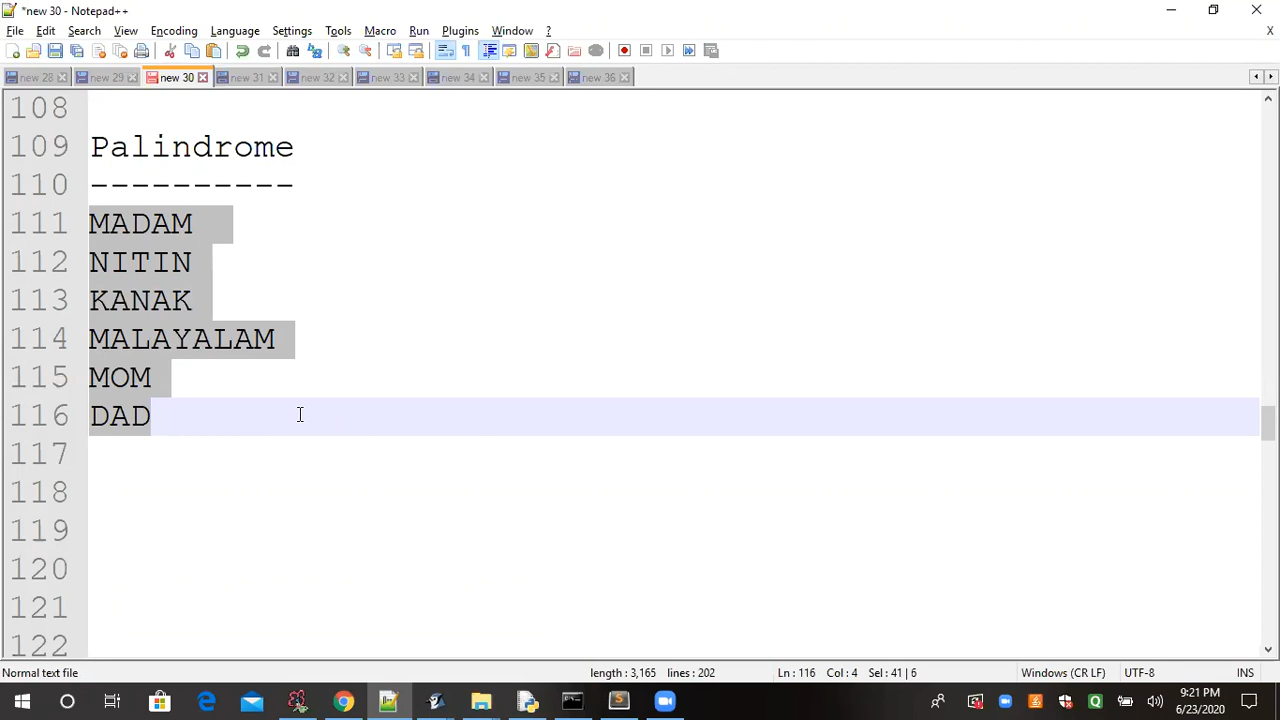 *new 30 - Notepad++
File Edit Search View Encoding Language Settings Tools Macro Run Plugins Window ? X
new 28 new 29 new 30 new 31 new 32 new 33 new 34 new 35 new 36
108
109 Palindrome
110 ----------
111 MADAM
112 NITIN
113 KANAK
114 MALAYALAM
115 MOM
116 DAD
117
118
119
120
121
122
Normal text file length : 3,165 lines : 202 Ln : 116 Col : 4 Sel : 41 | 6 Windows (CR LF) UTF-8 INS
9:21 PM
6/23/2020